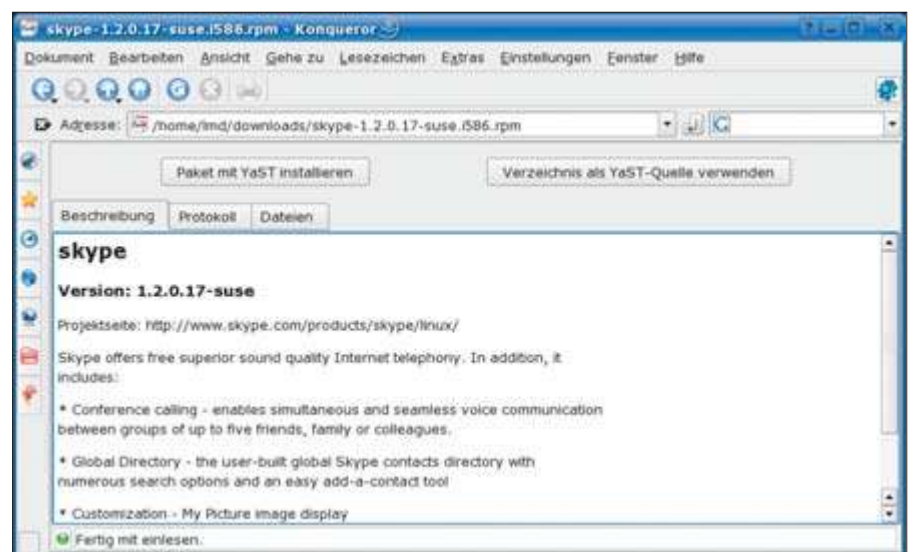 skype-1.2.0.17-suse.i586.rpm - Konqueror
Dokument Bearbeiten Ansicht Gehe zu Lesezeichen Extras Einstellungen Fenster Hilfe
Adresse: /home/lmd/downloads/skype-1.2.0.17-suse.i586.rpm
Paket mit YaST installieren Verzeichnis als YaST-Quelle verwenden
Beschreibung Protokoll Dateien
skype
Version: 1.2.0.17-suse
Projektseite: http://www.skype.com/products/skype/linux/
Skype offers free superior sound quality Internet telephony. In addition, it
includes:
* Conference calling - enables simultaneous and seamless voice communication
between groups of up to five friends, family or colleagues.
* Global Directory - the user-built global Skype contacts directory with
numerous search options and an easy add-a-contact tool
* Customization - My Picture image display
Fertig mit einlesen.